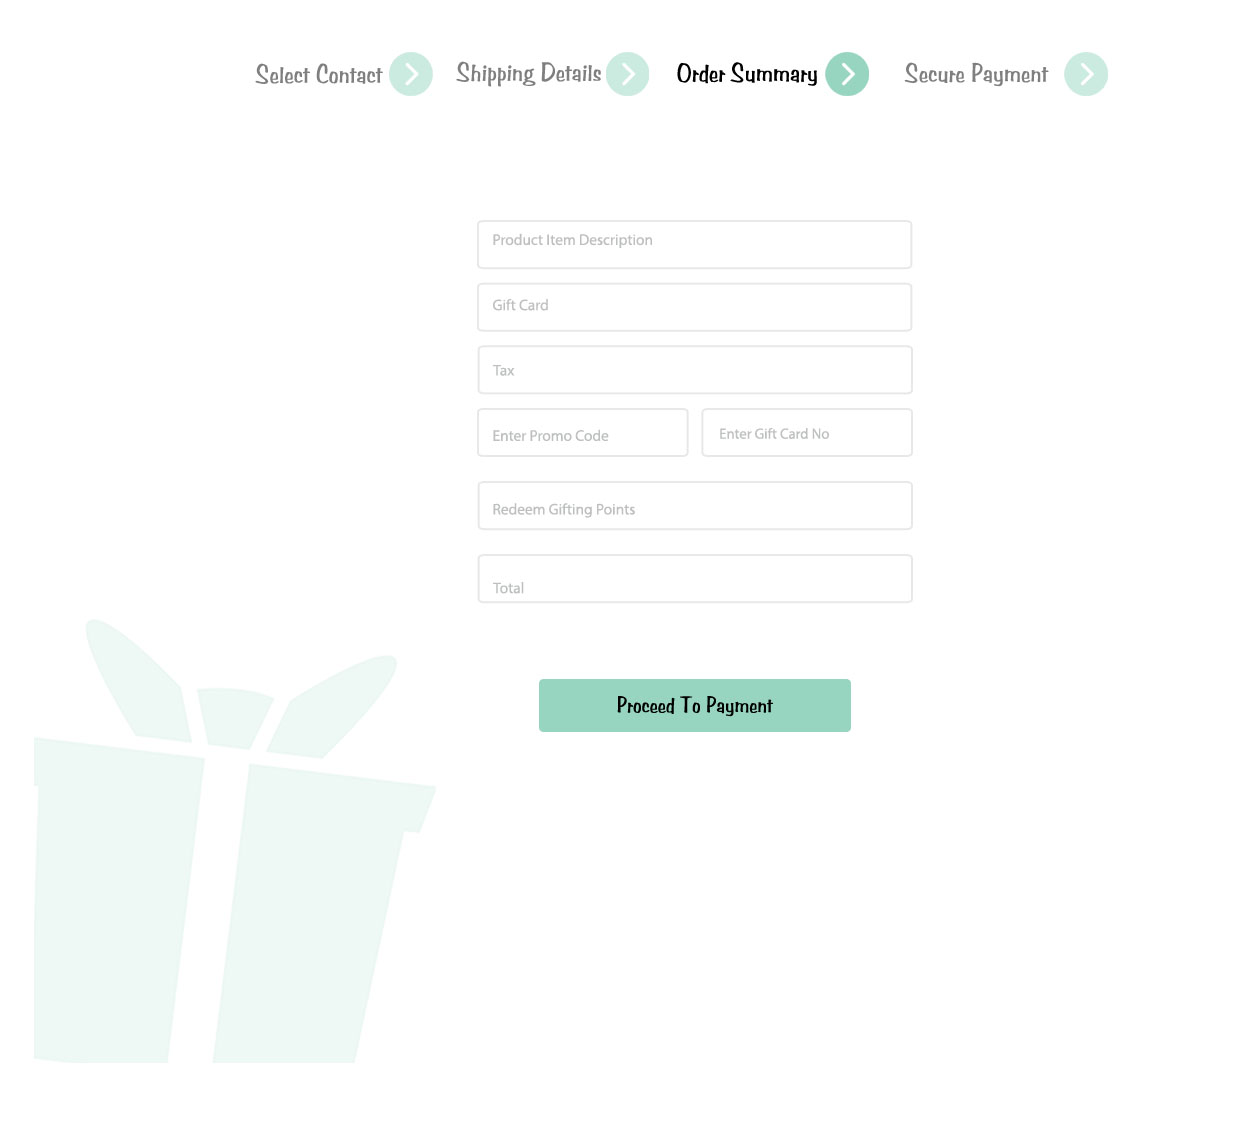 Select Contact Shipping Details Order Summary Secure Payment
Product Item Description
Gift Card
Tax
Enter Promo Code Enter Gift Card No
Redeem Gifting Points
Total
Proceed To Payment